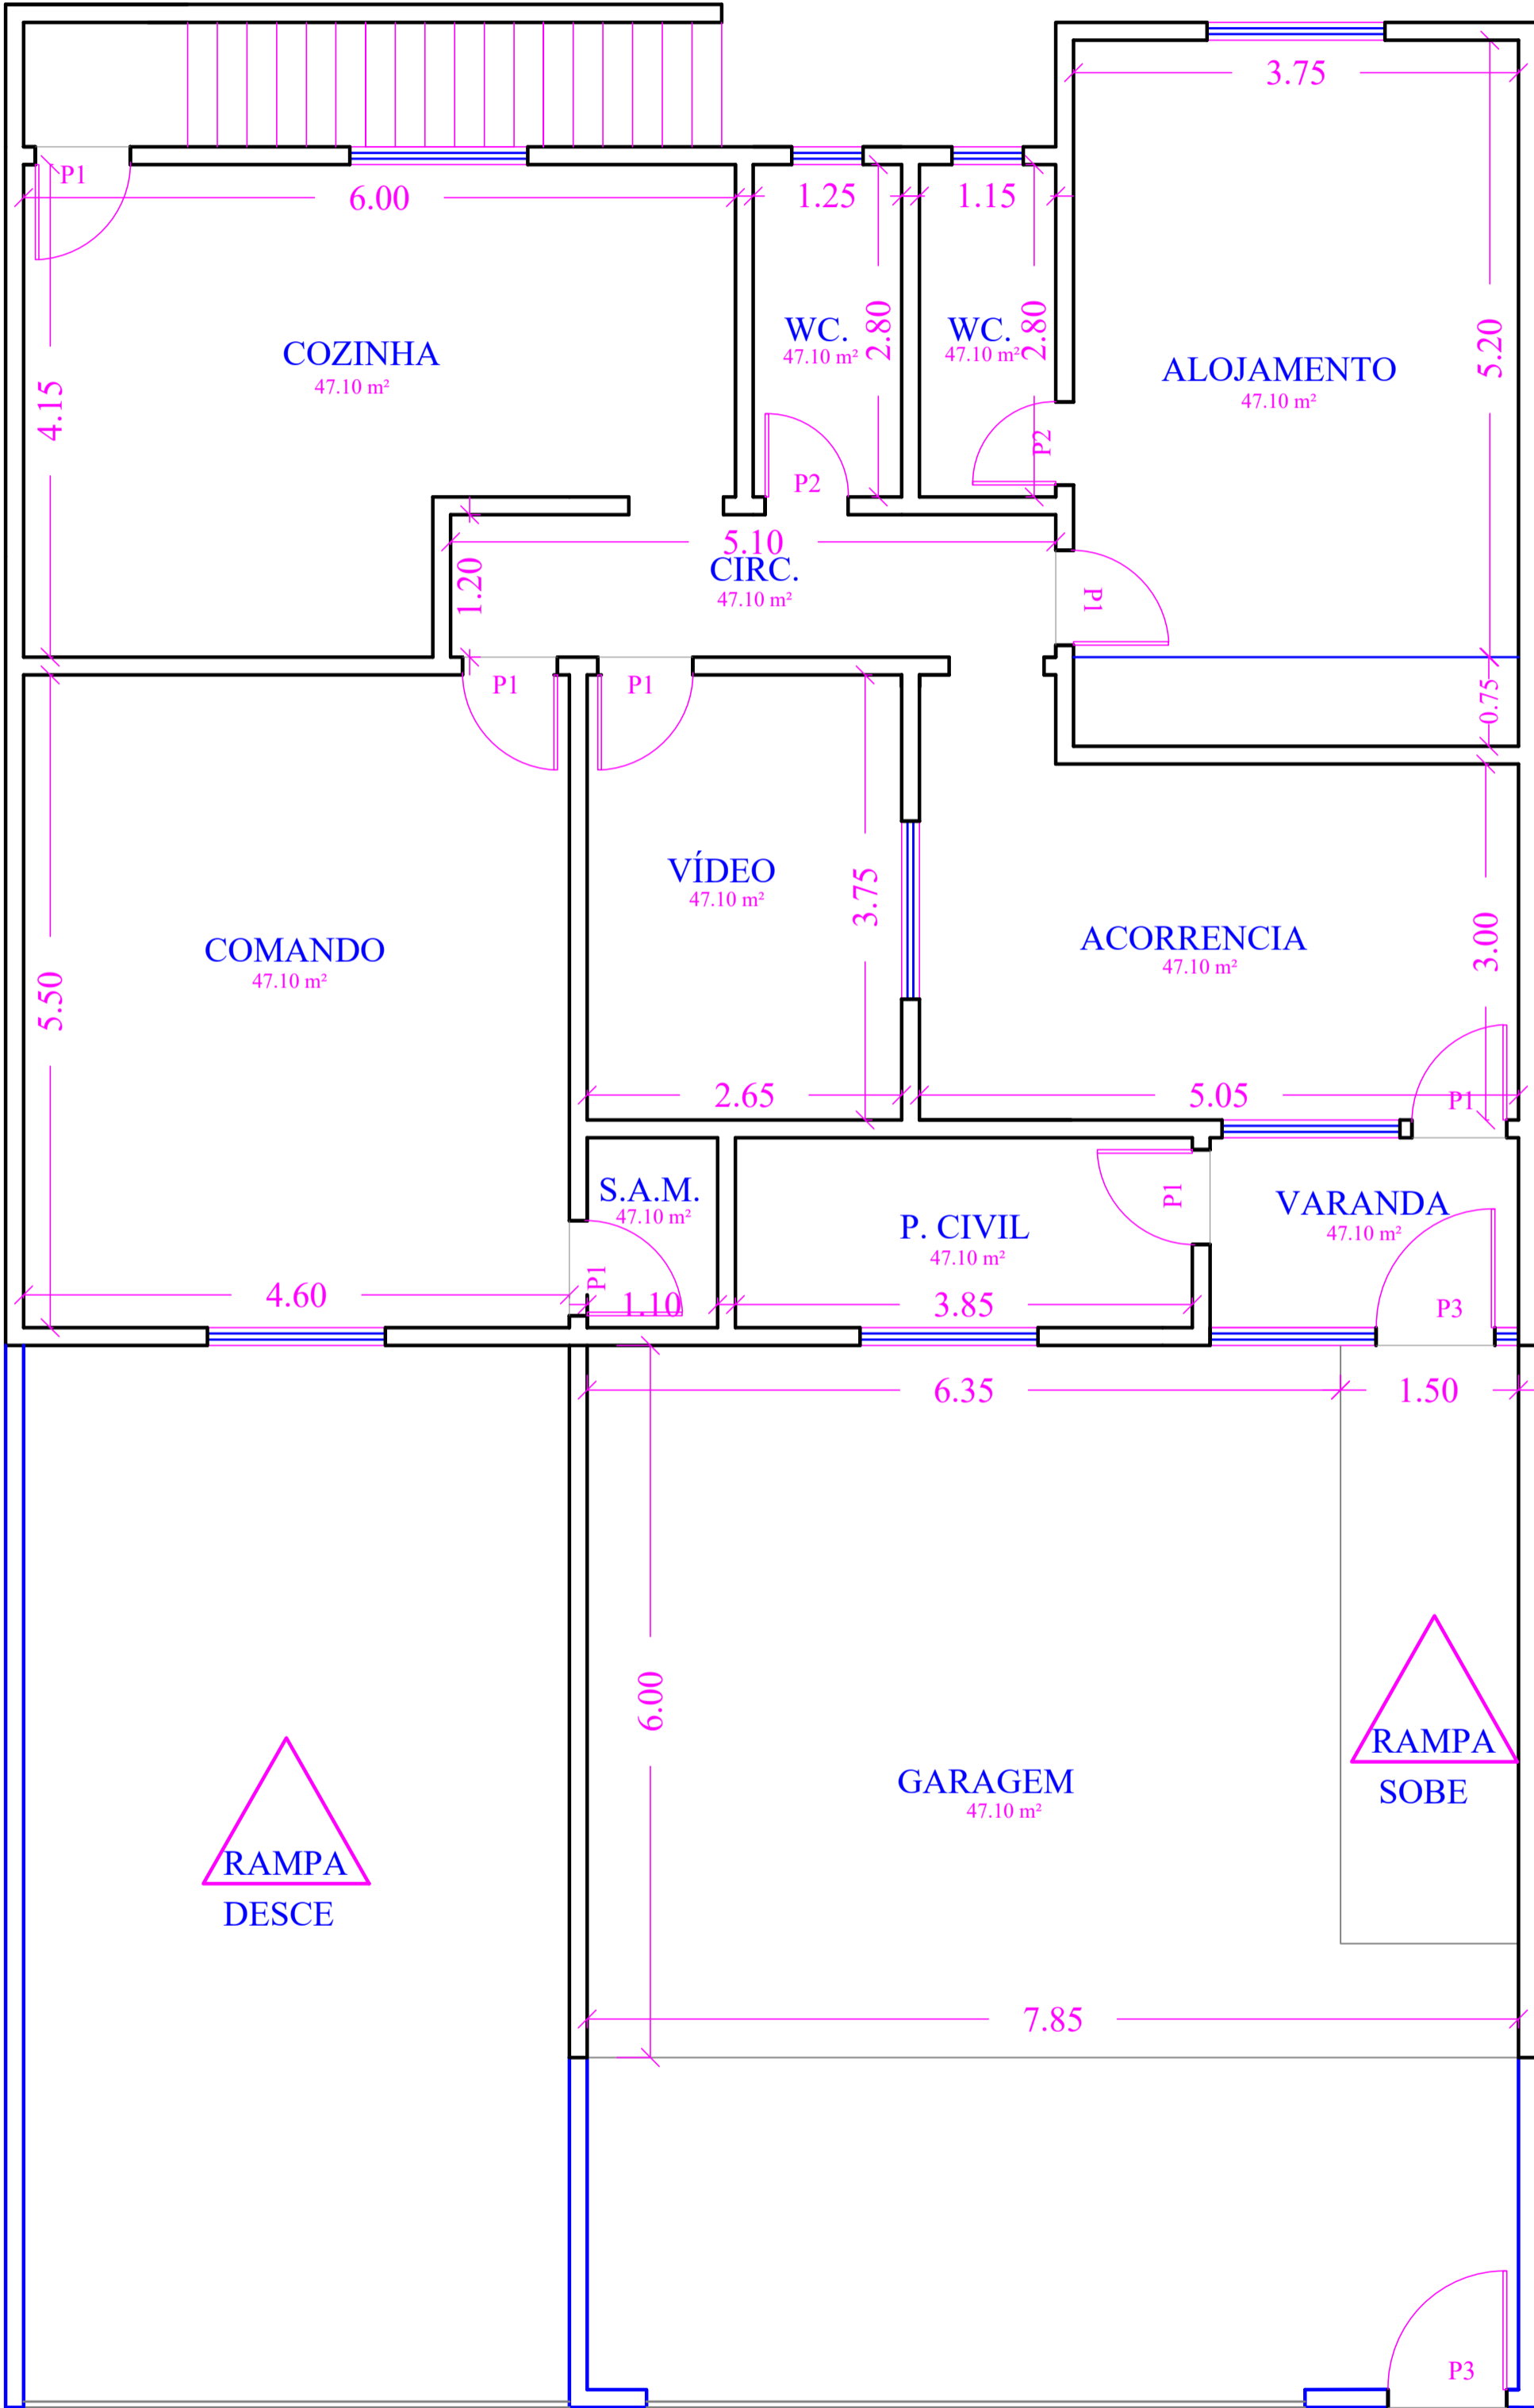 3.75
P1
6.00
1.25
1.15
WC.
47.10 m²
2.80
WC.
47.10 m²
2.80
COZINHA
47.10 m²
5.20
ALOJAMENTO
47.10 m²
4.15
P2
P2
5.10
CIRC.
47.10 m²
1.20
P1
P1
P1
0.75
VÍDEO
47.10 m²
3.75
COMANDO
47.10 m²
ACORRENCIA
47.10 m²
3.00
5.50
2.65
5.05
P1
S.A.M.
47.10 m²
P1
VARANDA
47.10 m²
P. CIVIL
47.10 m²
P1
4.60
1.10
3.85
P3
6.35
1.50
6.00
RAMPA
SOBE
GARAGEM
47.10 m²
RAMPA
DESCE
7.85
P3